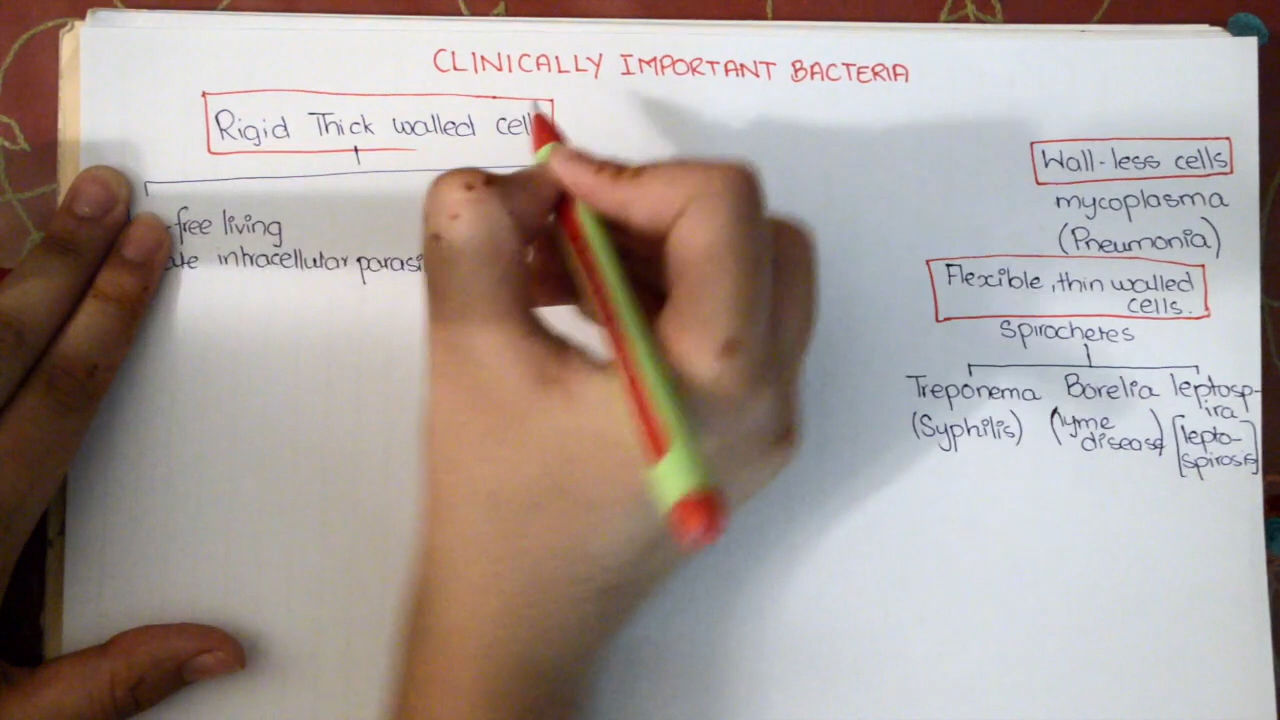 CLINICALLY IMPORTANT BACTERIA
Rigid Thick walled cell
-free living
intracellular
Wall-less cells
mycoplasma
(Pneumonia)
Flexible, thin walled
cells.
Spirochetes
Treponema
(Syphilis)
Borelia
(lyme
disease)
leptosp-
ira
[lepto-
spirosis]